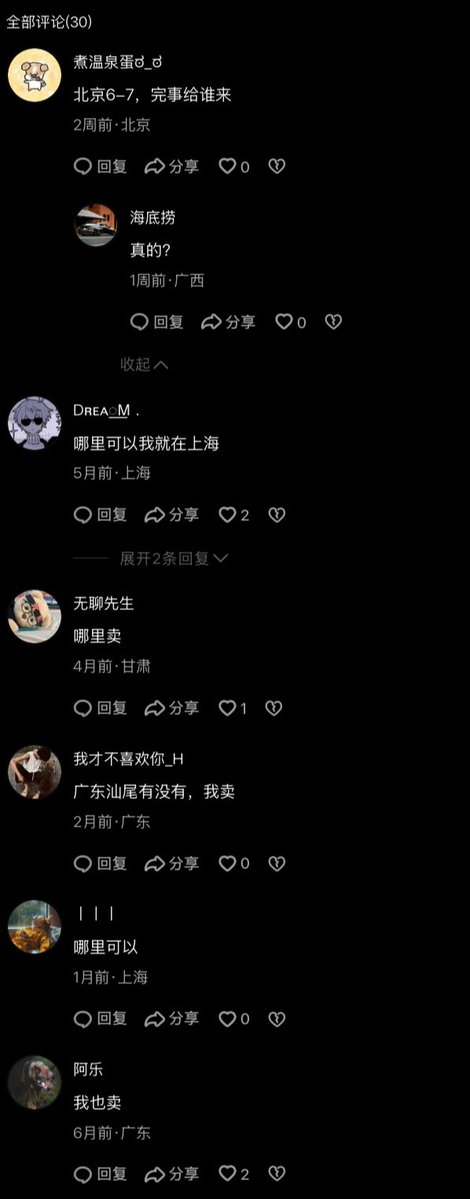 全部评论(30)
煮温泉蛋ಠ_ಠ
北京6-7，完事给谁来
2周前·北京
回复 分享 0
海底捞
真的?
1周前·广西
回复 分享 0
收起
Dʀᴇᴀ_M .
哪里可以我就在上海
5月前·上海
回复 分享 2
展开2条回复
无聊先生
哪里卖
4月前·甘肃
回复 分享 1
我才不喜欢你_H
广东汕尾有没有，我卖
2月前·广东
回复 分享 0
丨丨丨
哪里可以
1月前·上海
回复 分享 0
阿乐
我也卖
6月前·广东
回复 分享 2